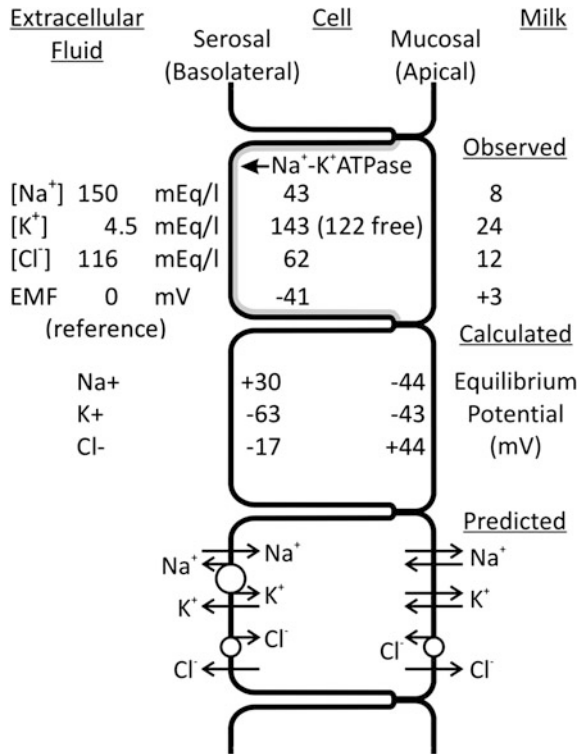 Extracellular Fluid
Cell
Milk
Serosal (Basolateral)
Mucosal (Apical)
Observed
Na⁺-K⁺ATPase
[Na⁺] 150 mEq/l 43 8
[K⁺] 4.5 mEq/l 143 (122 free) 24
[Cl⁻] 116 mEq/l 62 12
EMF 0 mV -41 +3
(reference)
Calculated
Na+ +30 -44 Equilibrium
K+ -63 -43 Potential
Cl- -17 +44 (mV)
Predicted
Na⁺ Na⁺
Na⁺
K⁺ K⁺
K⁺
Cl⁻ Cl⁻
Cl⁻ Cl⁻